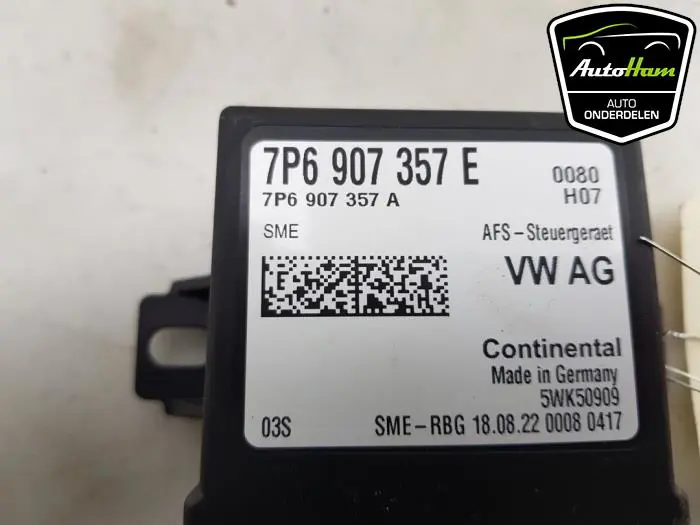 AutoHam
AUTO
ONDERDELEN
7P6 907 357 E
0080
7P6 907 357 A
H07
SME
AFS-Steuergeraet
VW AG
Continental
Made in Germany
5WK50909
03S
SME-RBG 18.08.22 0008 0417